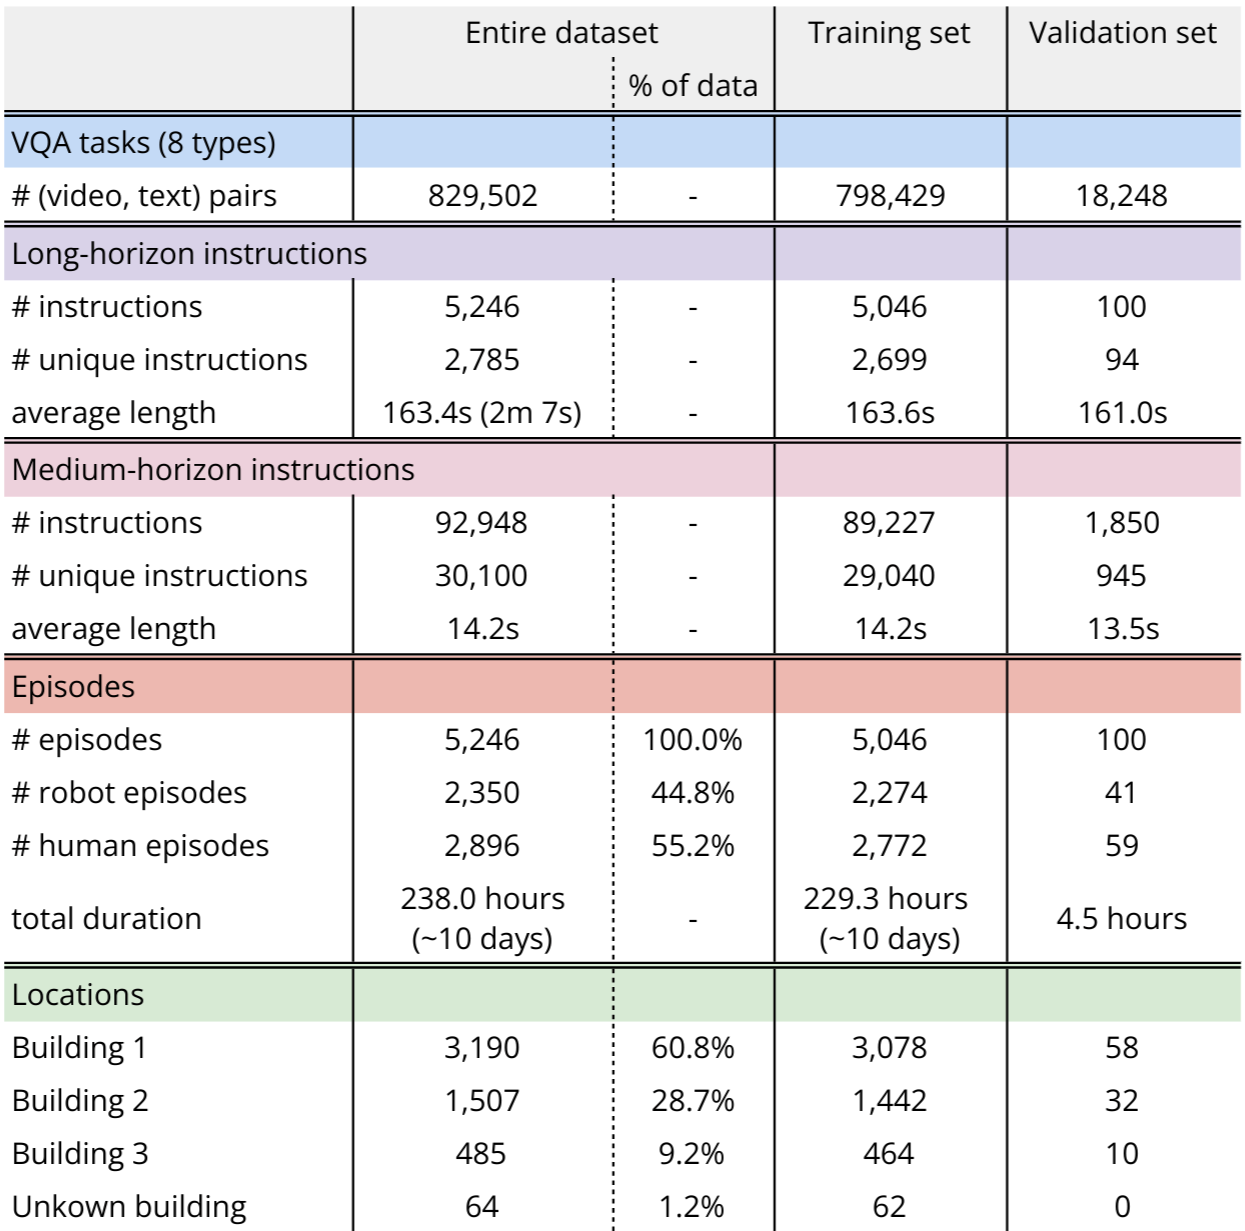 Entire dataset Training set Validation set
% of data
VQA tasks (8 types)
# (video, text) pairs 829,502 - 798,429 18,248
Long-horizon instructions
# instructions 5,246 - 5,046 100
# unique instructions 2,785 - 2,699 94
average length 163.4s (2m 7s) - 163.6s 161.0s
Medium-horizon instructions
# instructions 92,948 - 89,227 1,850
# unique instructions 30,100 - 29,040 945
average length 14.2s - 14.2s 13.5s
Episodes
# episodes 5,246 100.0% 5,046 100
# robot episodes 2,350 44.8% 2,274 41
# human episodes 2,896 55.2% 2,772 59
total duration 238.0 hours (~10 days) - 229.3 hours (~10 days) 4.5 hours
Locations
Building 1 3,190 60.8% 3,078 58
Building 2 1,507 28.7% 1,442 32
Building 3 485 9.2% 464 10
Unkown building 64 1.2% 62 0